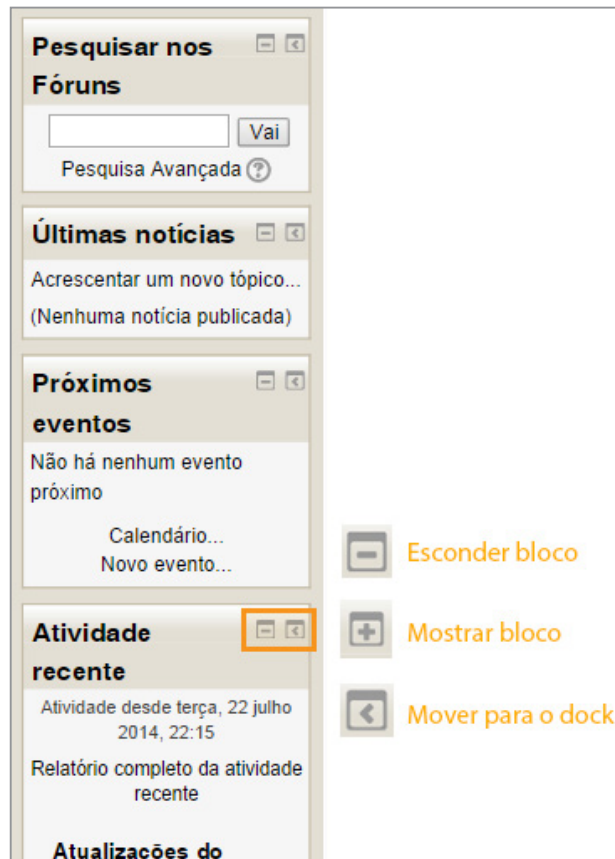 Pesquisar nos
Fóruns
Vai
Pesquisa Avançada ?
Últimas notícias
Acrescentar um novo tópico...
(Nenhuma notícia publicada)
Próximos
eventos
Não há nenhum evento
próximo
Calendário...
Novo evento...
Esconder bloco
Atividade
recente
Mostrar bloco
Atividade desde terça, 22 julho
2014, 22:15
Mover para o dock
Relatório completo da atividade
recente
Atualizações do